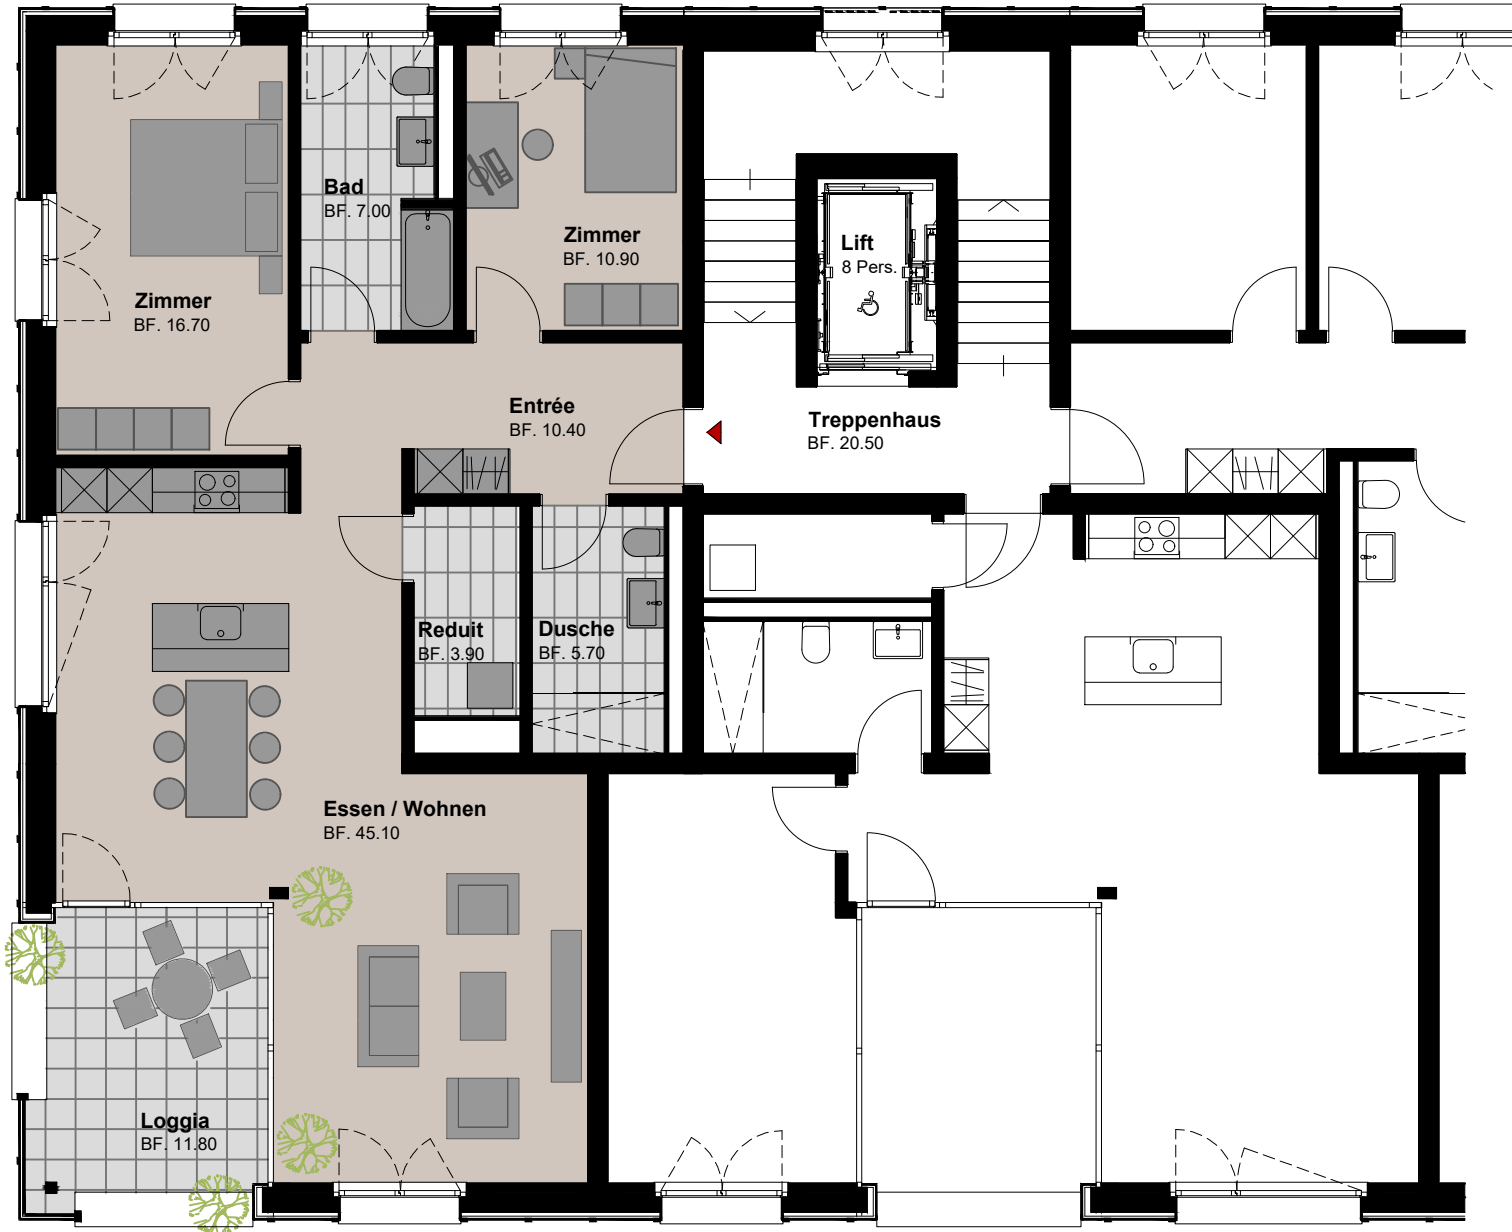 Bad
BF. 7.00
Zimmer
BF. 10.90
Lift
8 Pers.
Zimmer
BF. 16.70
Entrée
BF. 10.40
Treppenhaus
BF. 20.50
Reduit
BF. 3.90
Dusche
BF. 5.70
Essen / Wohnen
BF. 45.10
Loggia
BF. 11.80